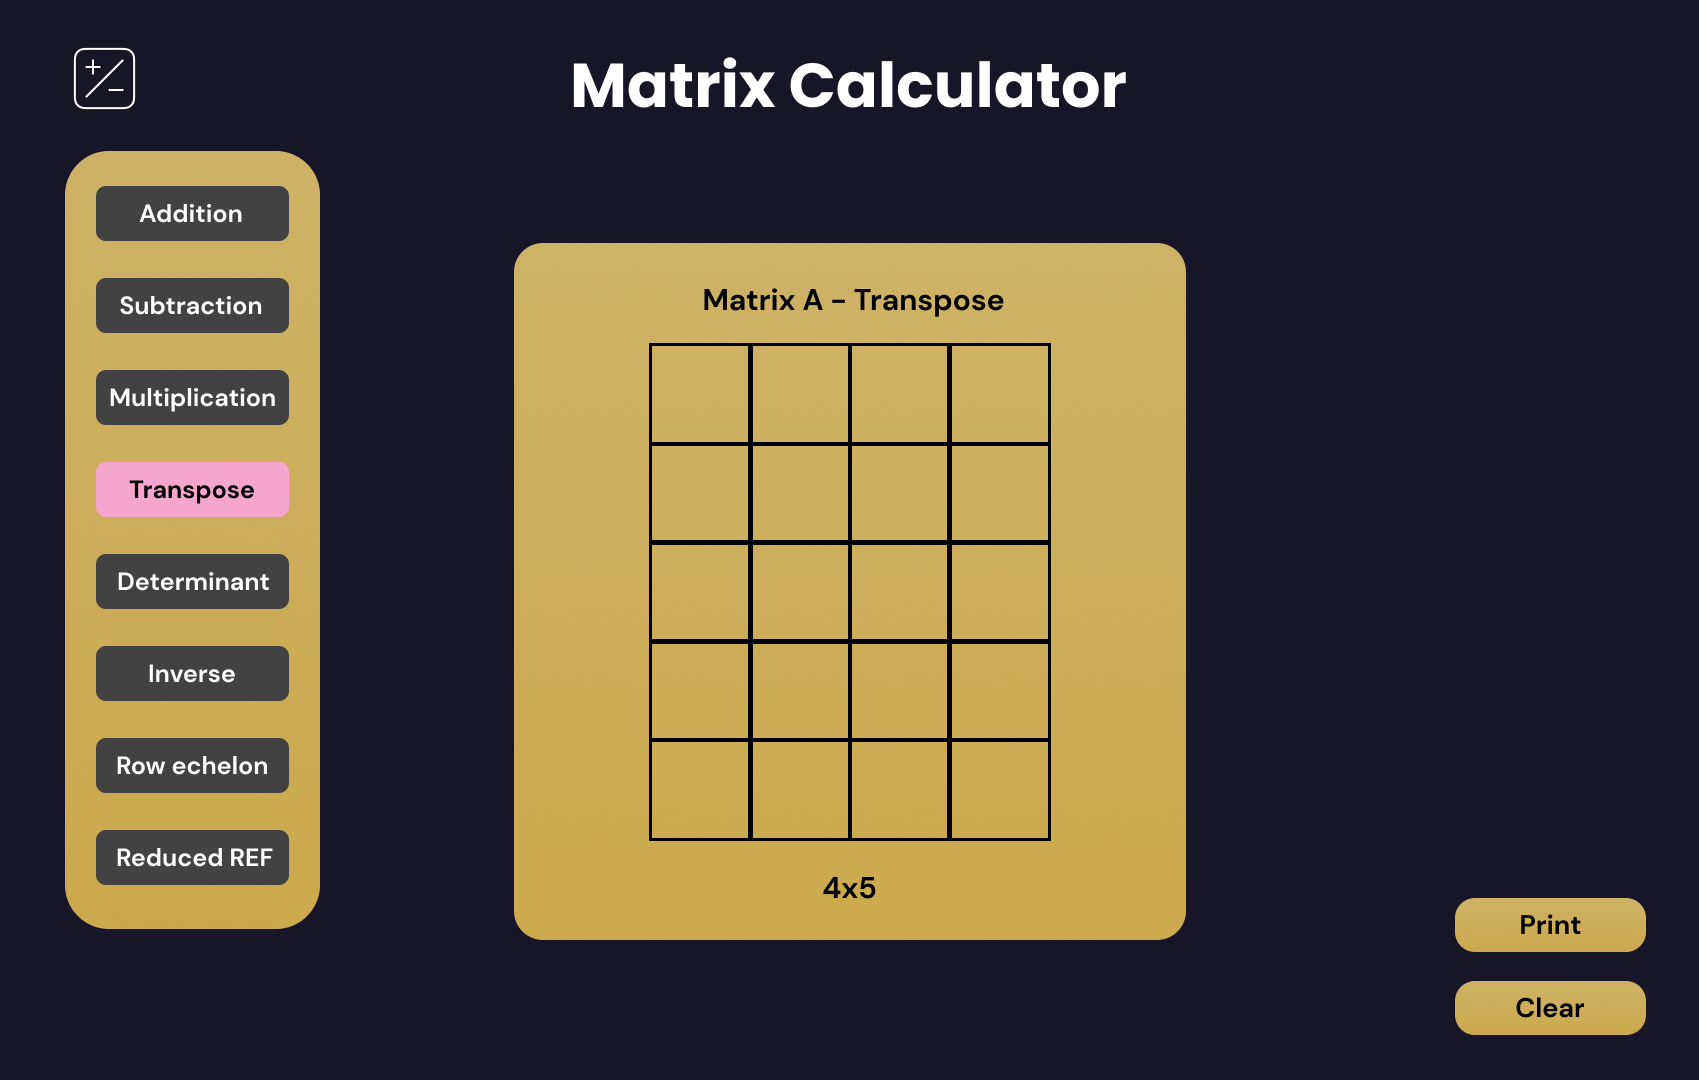 Matrix Calculator
Addition
Subtraction
Multiplication
Transpose
Determinant
Inverse
Row echelon
Reduced REF
Matrix A - Transpose
4x5
Print
Clear